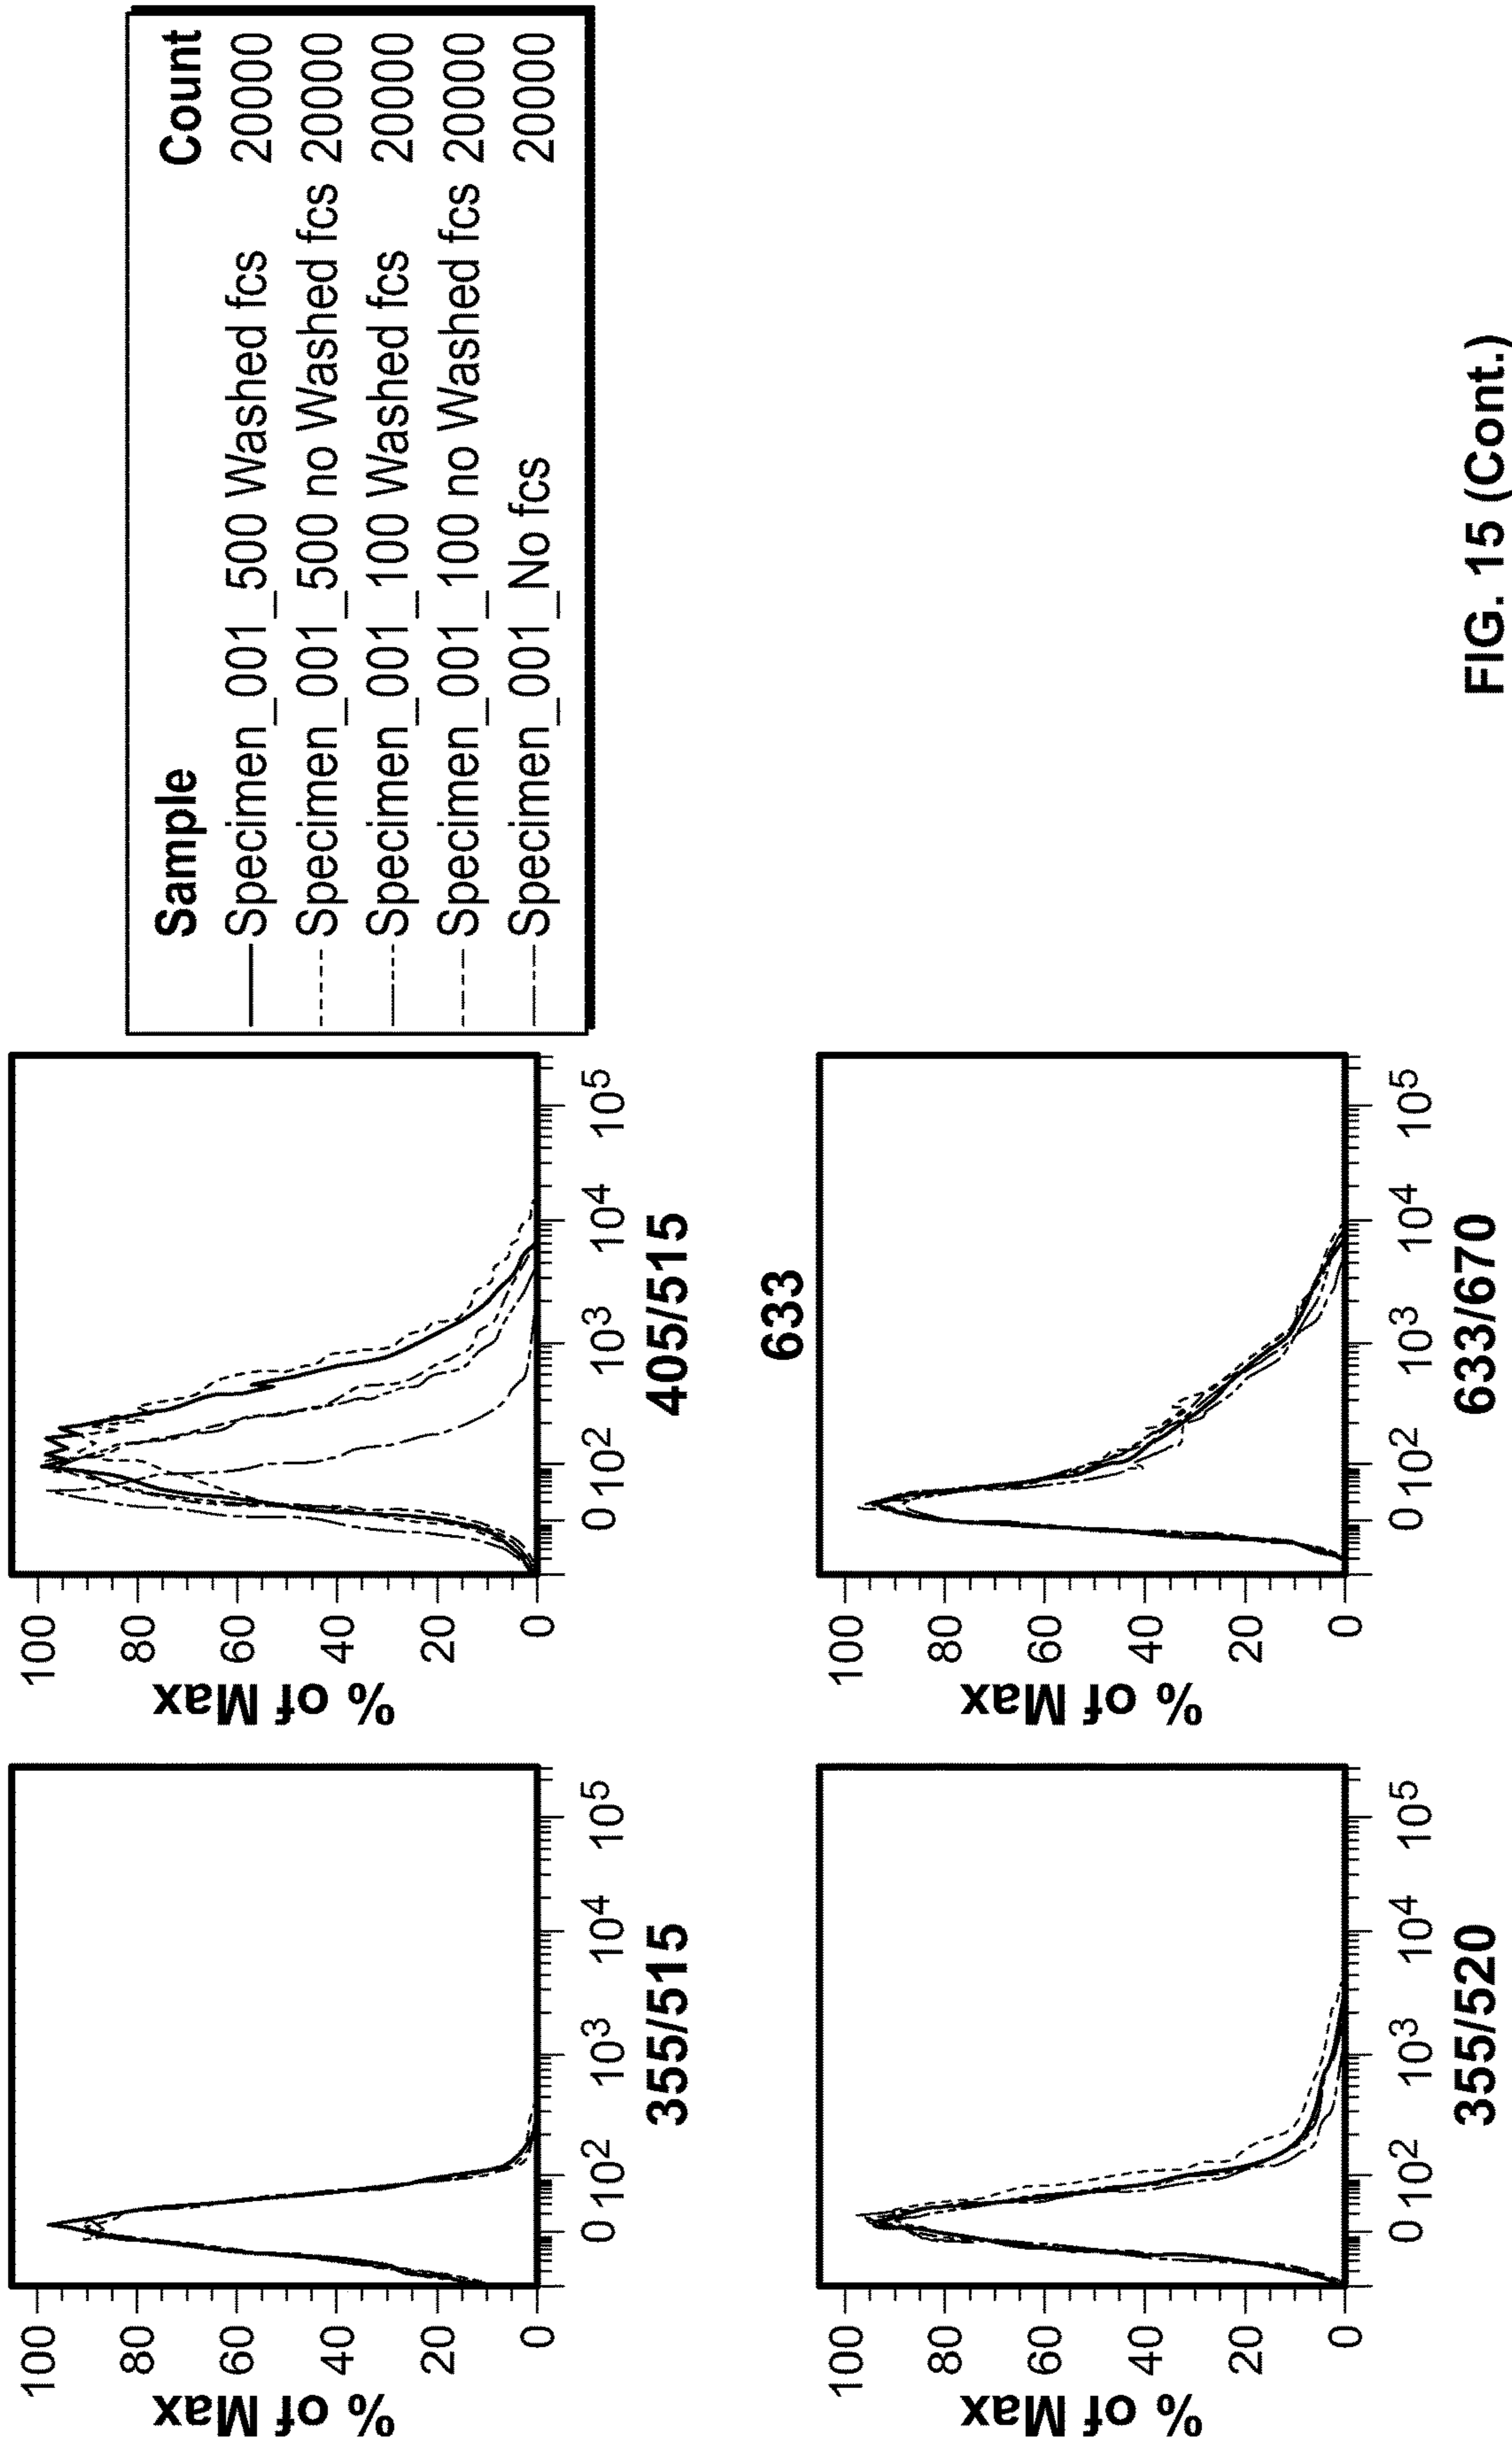 % of Max
100
80
60
40
20
0
0 10² 10³ 10⁴ 10⁵
355/515
% of Max
100
80
60
40
20
0
0 10² 10³ 10⁴ 10⁵
405/515
Sample Count
Specimen_001_500 Washed fcs 20000
Specimen_001_500 no Washed fcs 20000
Specimen_001_100 Washed fcs 20000
Specimen_001_100 no Washed fcs 20000
Specimen_001_No fcs 20000
% of Max
100
80
60
40
20
0
0 10² 10³ 10⁴ 10⁵
355/520
633
% of Max
100
80
60
40
20
0
0 10² 10³ 10⁴ 10⁵
633/670
FIG. 15 (Cont.)